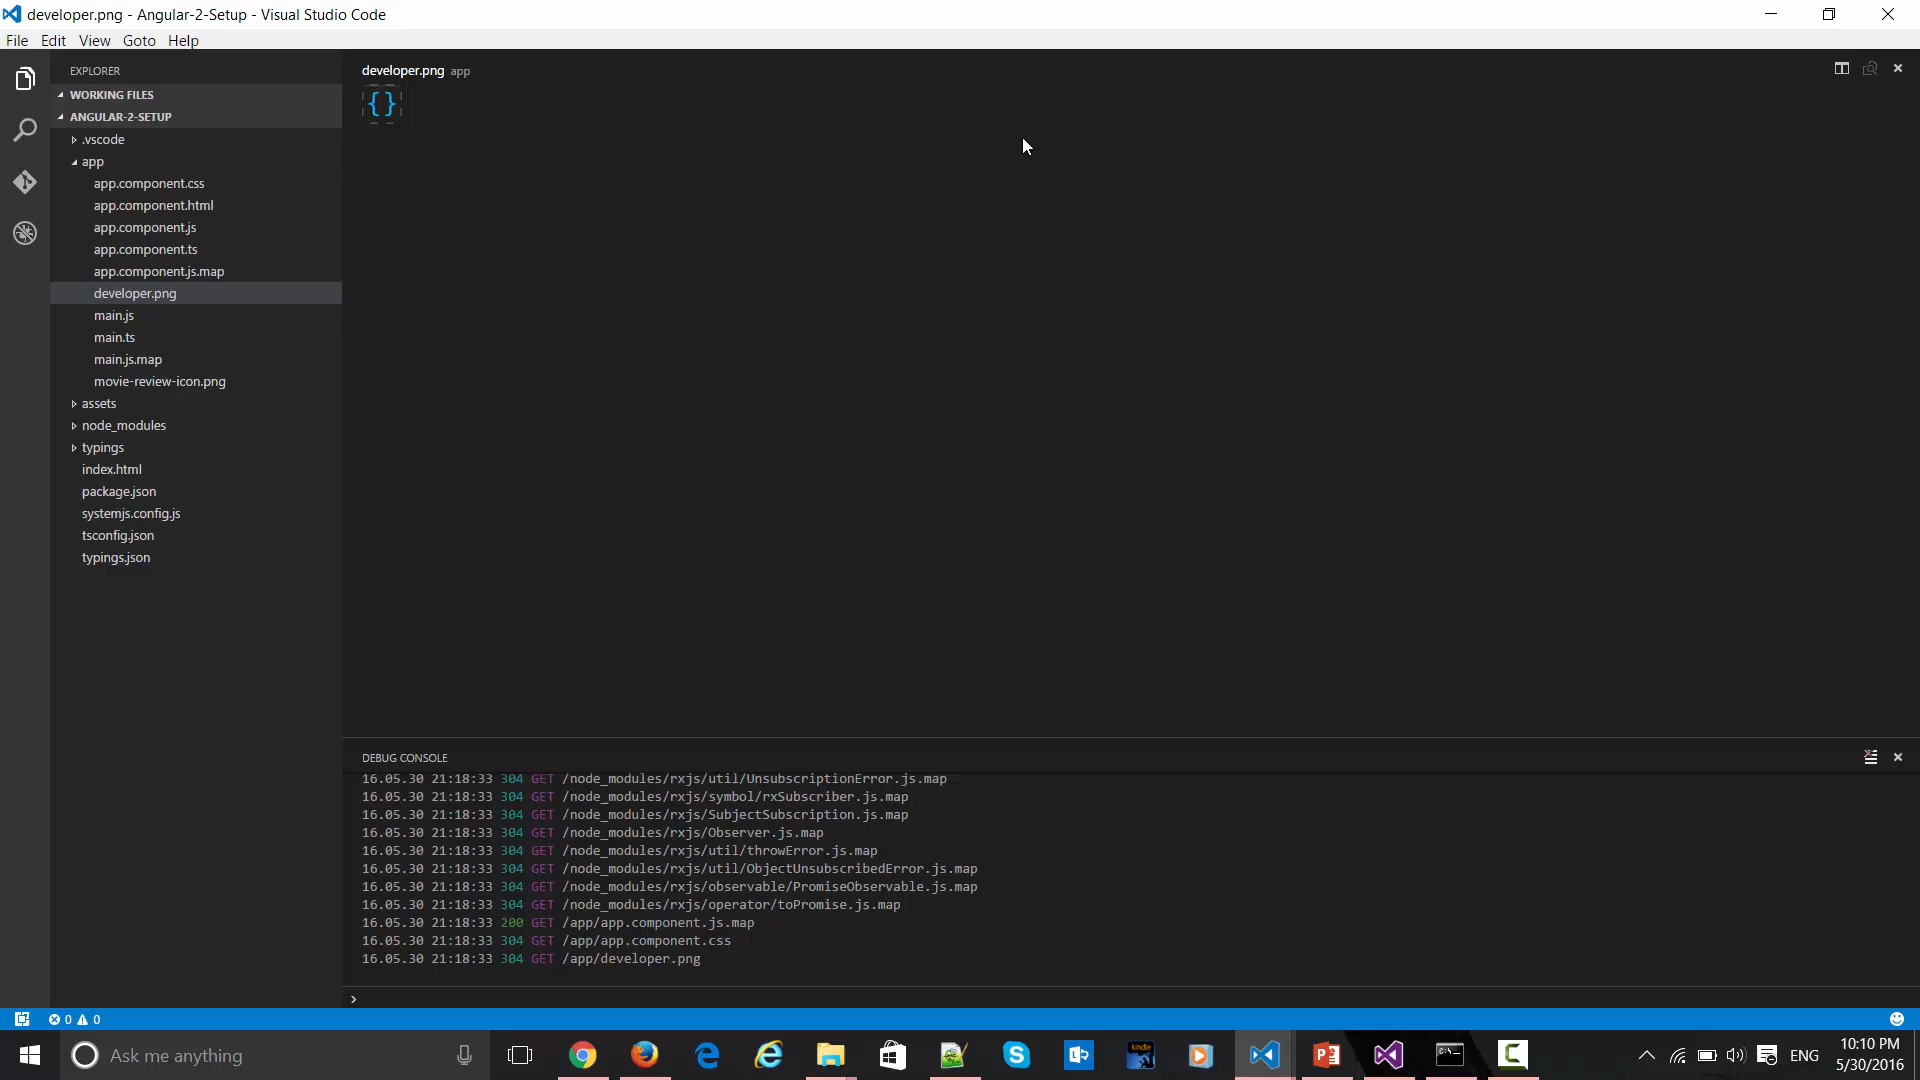 developer.png - Angular-2-Setup - Visual Studio Code
File Edit View Goto Help
EXPLORER
WORKING FILES
ANGULAR-2-SETUP
.vscode
app
app.component.css
app.component.html
app.component.js
app.component.ts
app.component.js.map
developer.png
main.js
main.ts
main.js.map
movie-review-icon.png
assets
node_modules
typings
index.html
package.json
systemjs.config.js
tsconfig.json
typings.json
developer.png app
{}
DEBUG CONSOLE
16.05.30 21:18:33 304 GET /node_modules/rxjs/util/UnsubscriptionError.js.map
16.05.30 21:18:33 304 GET /node_modules/rxjs/symbol/rxSubscriber.js.map
16.05.30 21:18:33 304 GET /node_modules/rxjs/SubjectSubscription.js.map
16.05.30 21:18:33 304 GET /node_modules/rxjs/Observer.js.map
16.05.30 21:18:33 304 GET /node_modules/rxjs/util/throwError.js.map
16.05.30 21:18:33 304 GET /node_modules/rxjs/util/ObjectUnsubscribedError.js.map
16.05.30 21:18:33 304 GET /node_modules/rxjs/observable/PromiseObservable.js.map
16.05.30 21:18:33 304 GET /node_modules/rxjs/operator/toPromise.js.map
16.05.30 21:18:33 200 GET /app/app.component.js.map
16.05.30 21:18:33 304 GET /app/app.component.css
16.05.30 21:18:33 304 GET /app/developer.png
›
0 0
Ask me anything
kindle
ENG
10:10 PM
5/30/2016